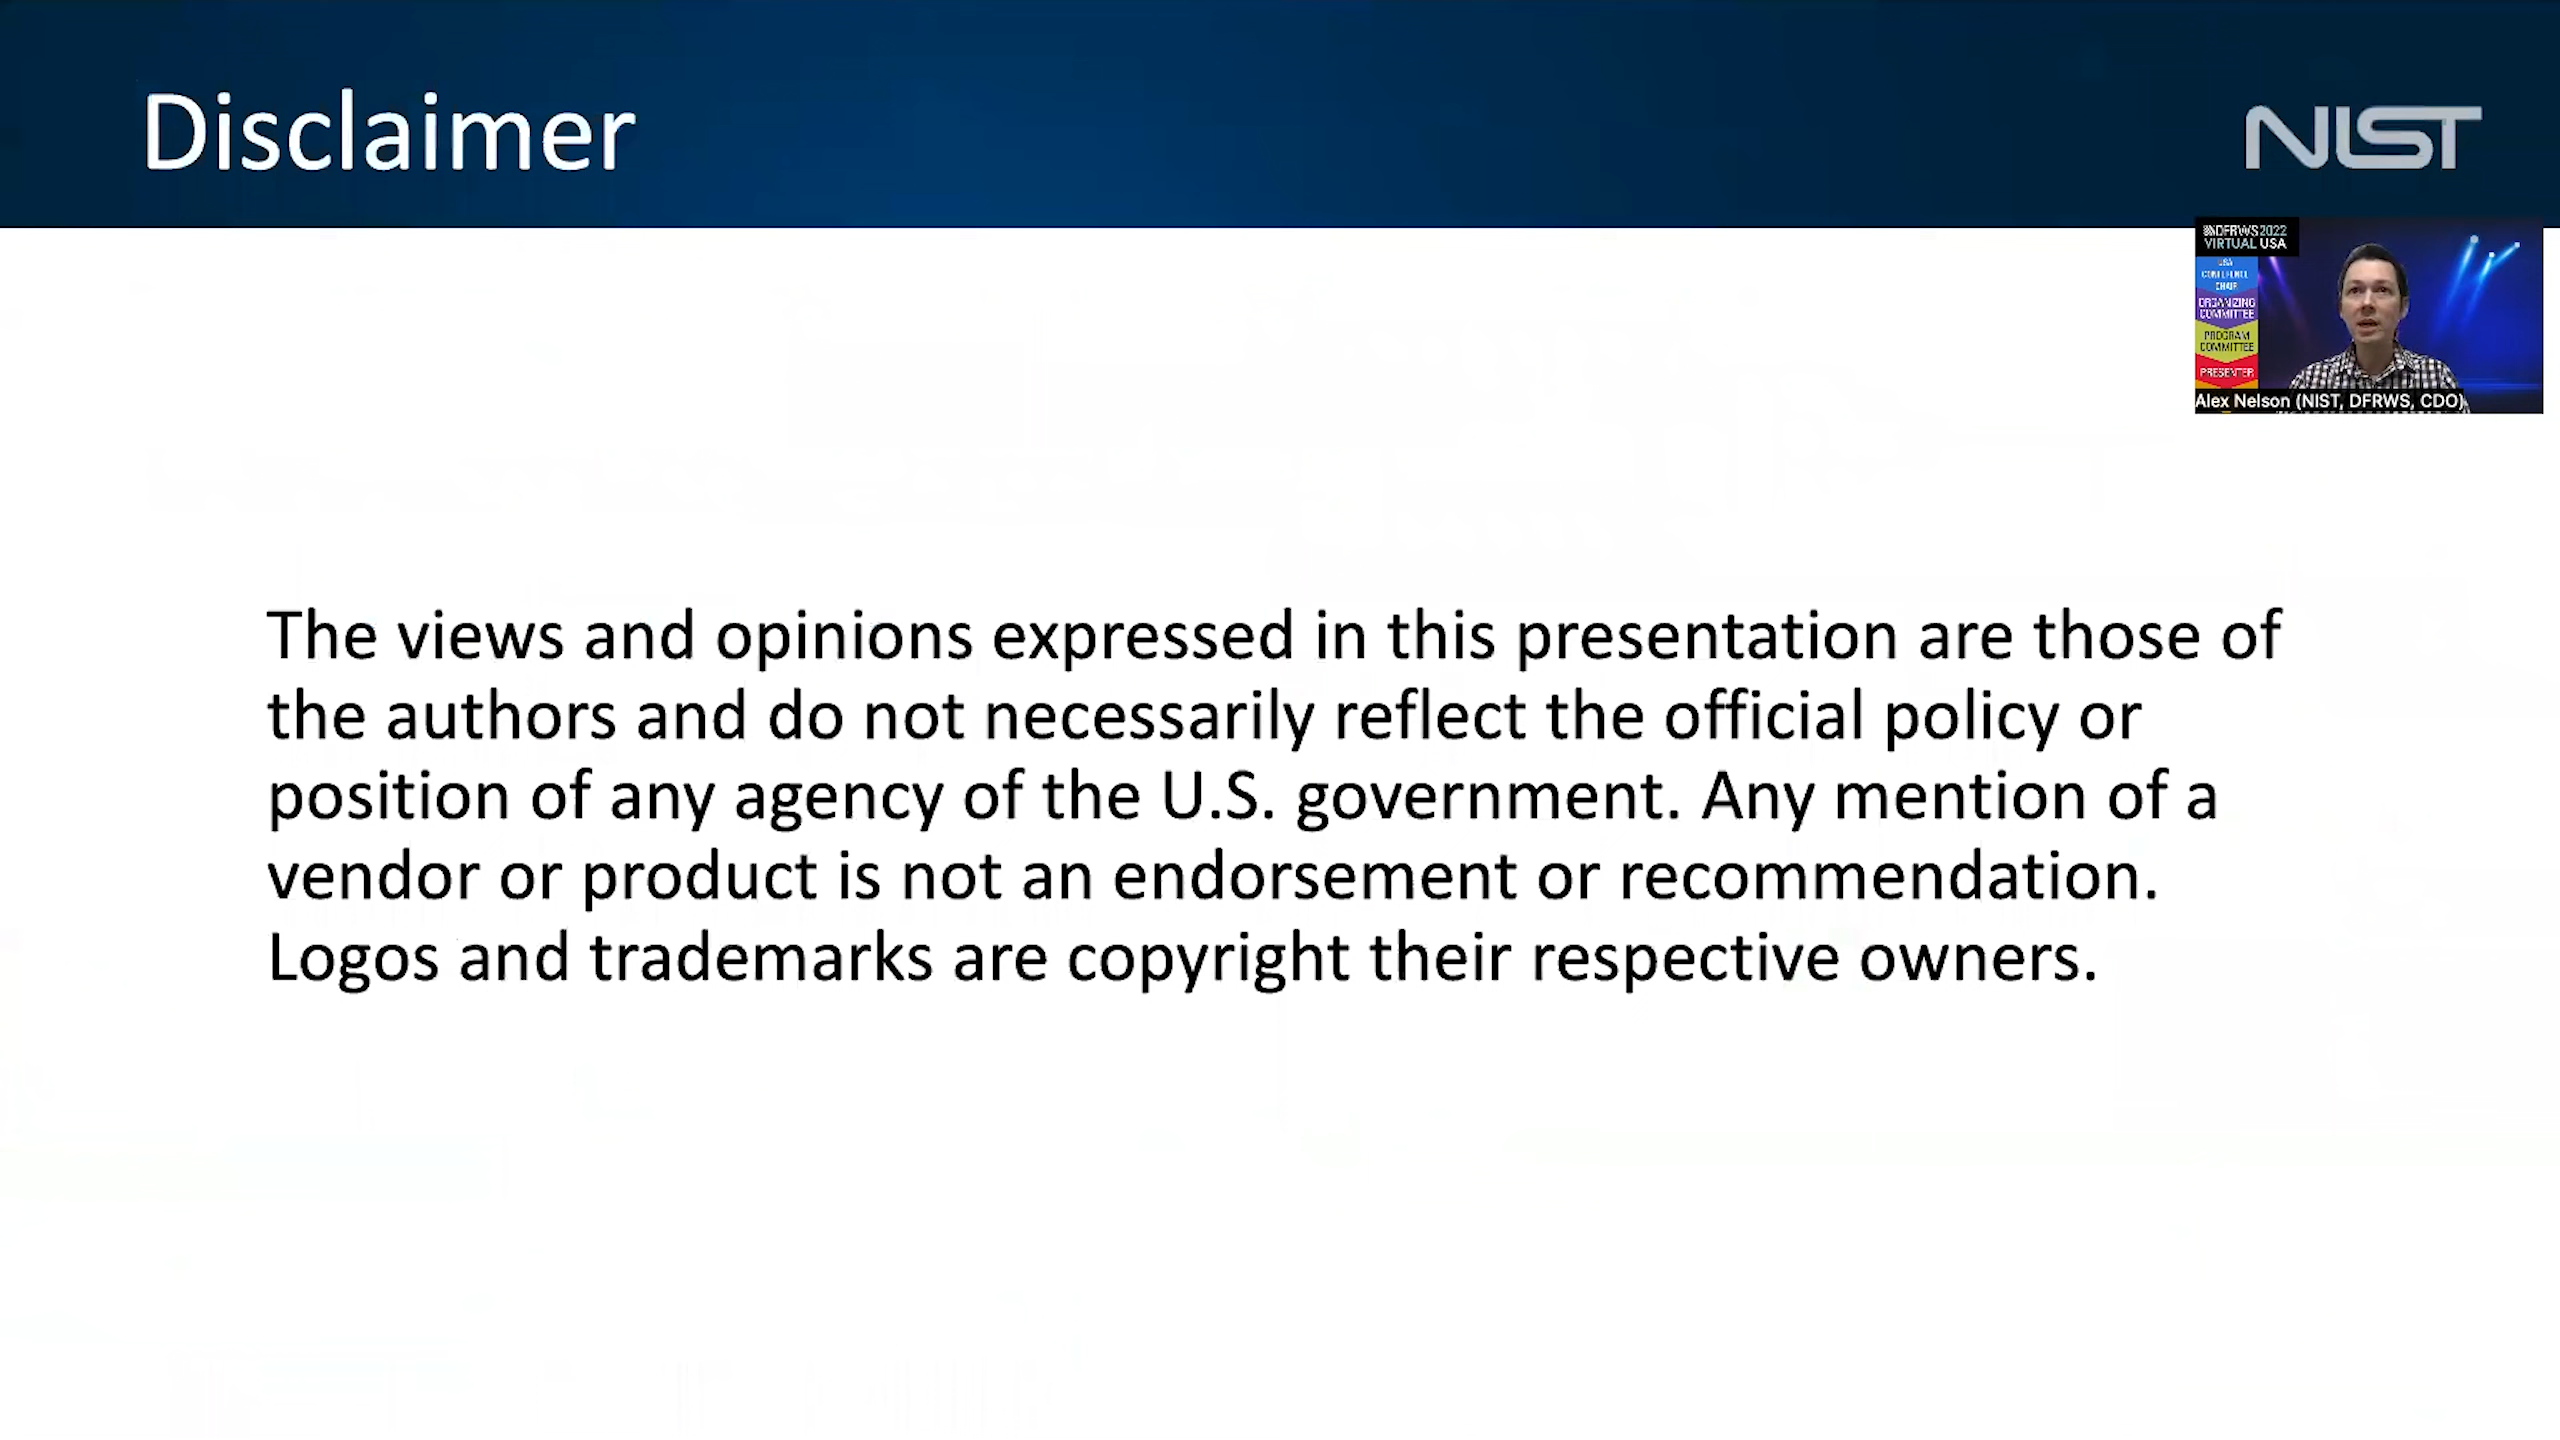 Disclaimer
NIST
DFRWS2022
VIRTUAL USA
USA
CONFERENCE
CHAIR
ORGANIZING
COMMITTEE
PROGRAM
COMMITTEE
PRESENTER
Alex Nelson (NIST, DFRWS, CDO)
The views and opinions expressed in this presentation are those of
the authors and do not necessarily reflect the official policy or
position of any agency of the U.S. government. Any mention of a
vendor or product is not an endorsement or recommendation.
Logos and trademarks are copyright their respective owners.